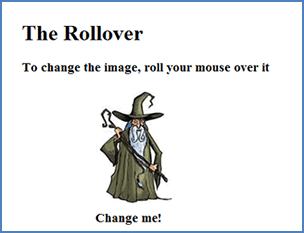 The Rollover
To change the image, roll your mouse over it
Change me!